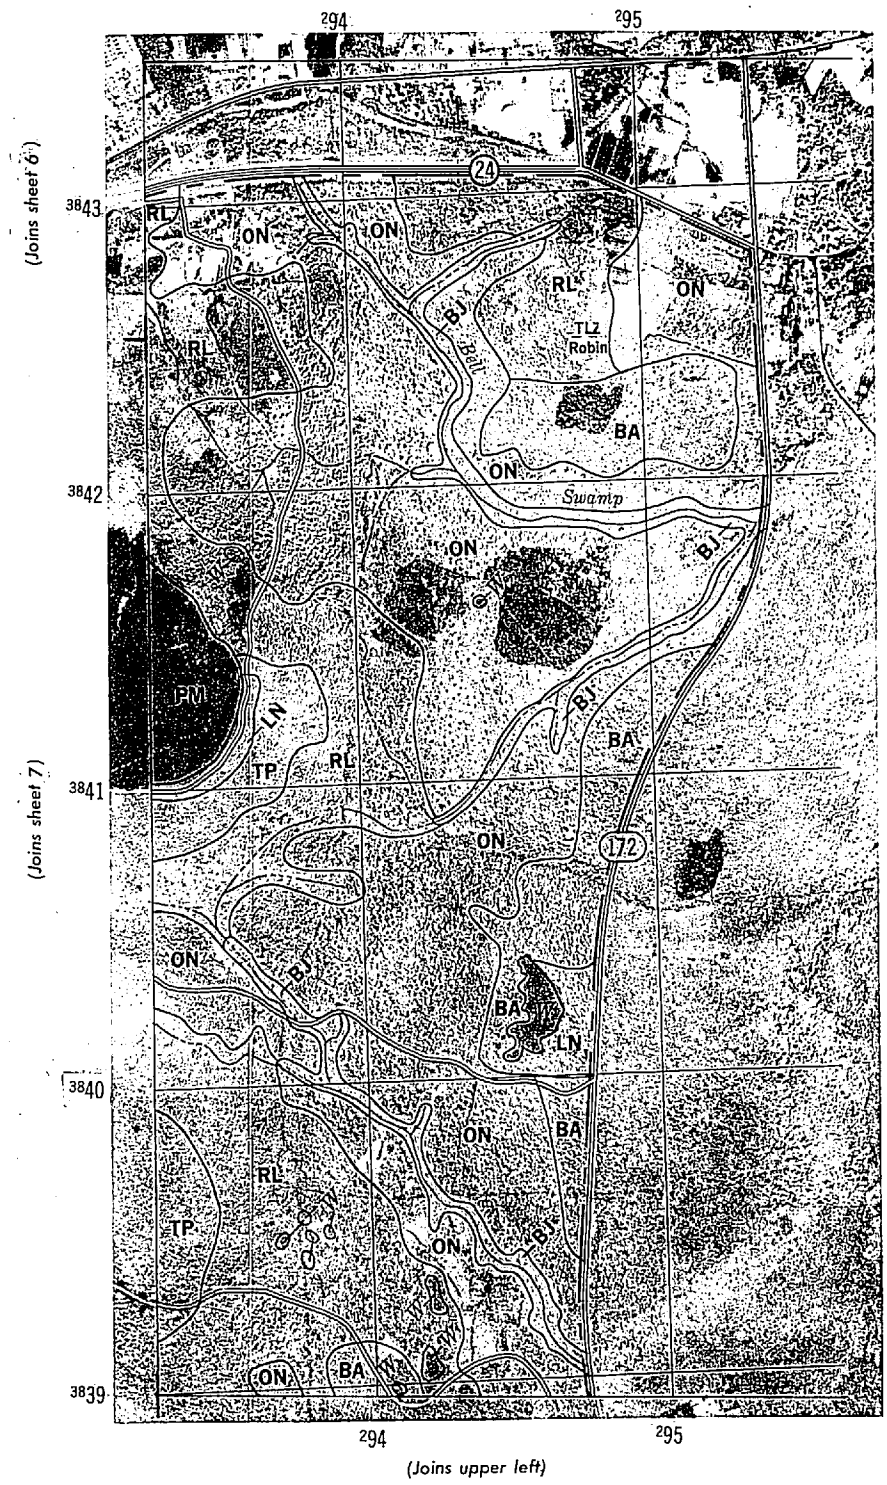 294 295
(Joins sheet 6)
24
3843
RL
ON
ON
RL
ON
BJ
TLZ
Robin
RL
Bell
BA
ON
3842
Swamp
ON
BJ
PM
BJ
LN
BA
RL
TP
3841
(Joins sheet 7)
ON
172
ON
BJ
BA
LN
3840
ON
BA
RL
TP
BJ
ON
BA
ON
3839
294 295
(Joins upper left)